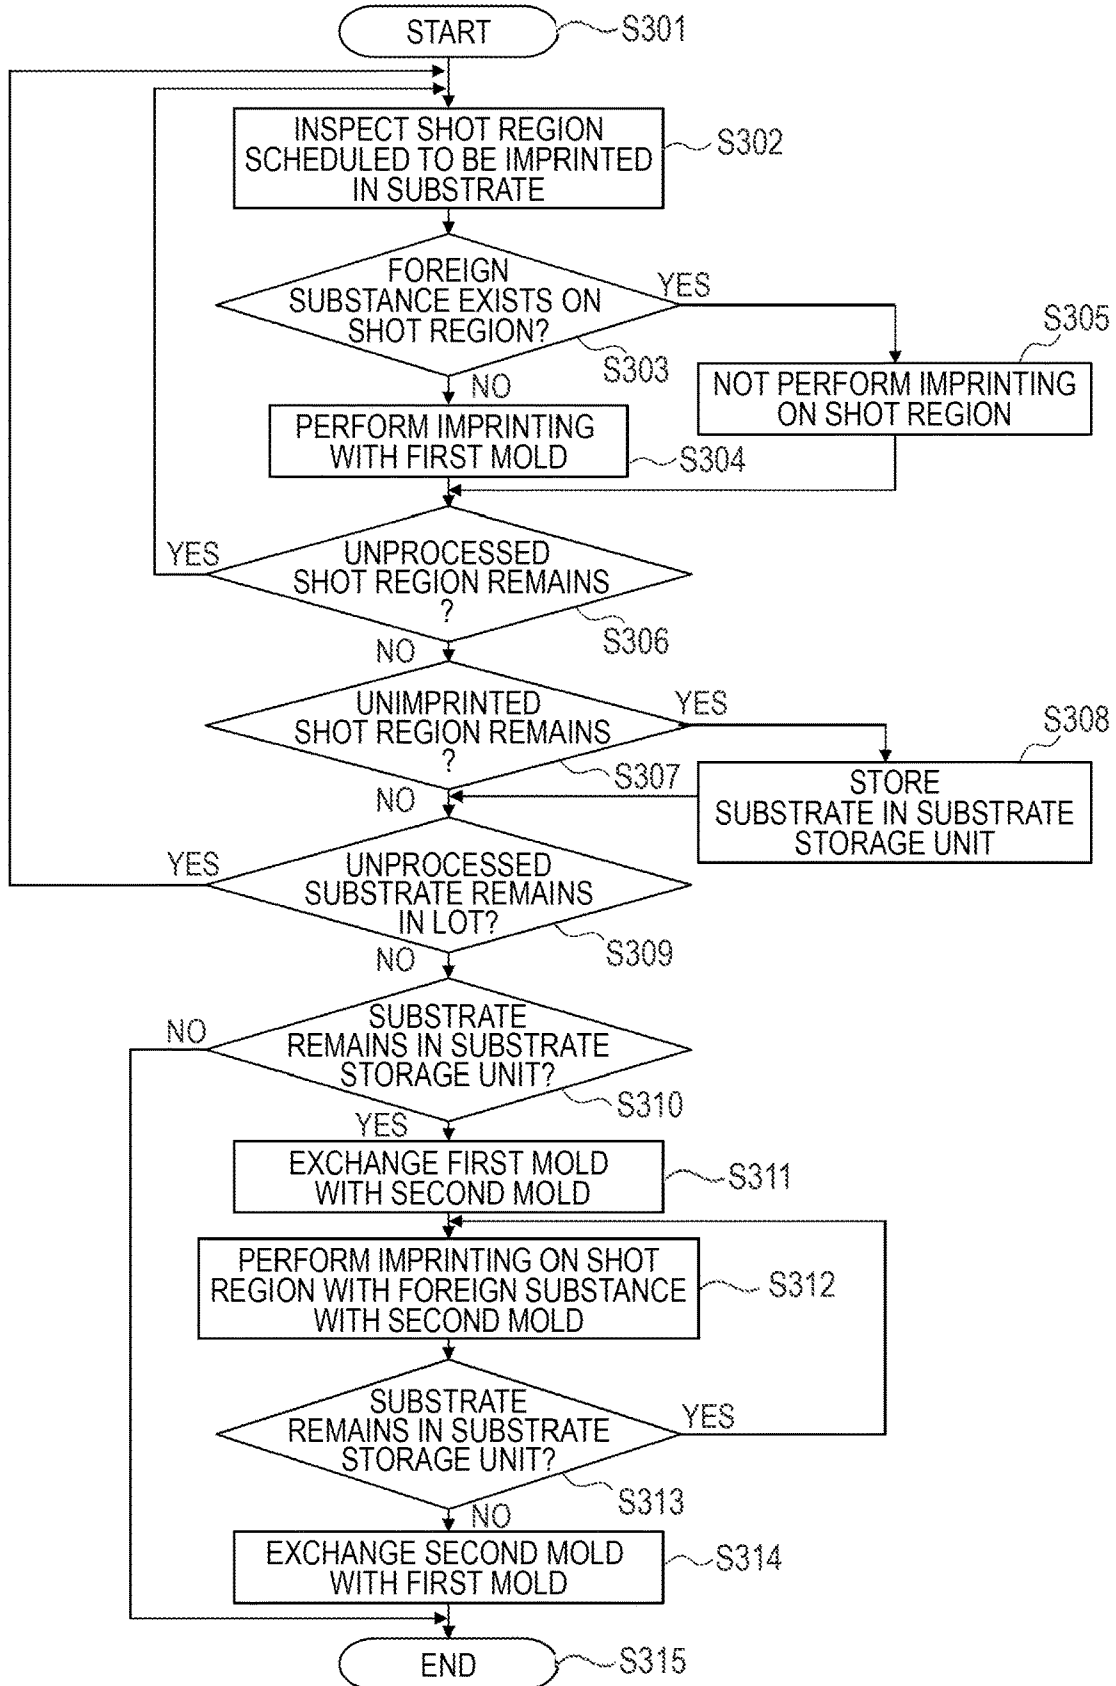 START
S301
INSPECT SHOT REGION
SCHEDULED TO BE IMPRINTED
IN SUBSTRATE
S302
FOREIGN
SUBSTANCE EXISTS ON
SHOT REGION?
YES
S303
NO
S305
NOT PERFORM IMPRINTING
ON SHOT REGION
PERFORM IMPRINTING
WITH FIRST MOLD
S304
UNPROCESSED
SHOT REGION REMAINS
?
YES
S306
NO
UNIMPRINTED
SHOT REGION REMAINS
?
YES
S307
NO
S308
STORE
SUBSTRATE IN SUBSTRATE
STORAGE UNIT
UNPROCESSED
SUBSTRATE REMAINS
IN LOT?
YES
S309
NO
SUBSTRATE
REMAINS IN SUBSTRATE
STORAGE UNIT?
NO
S310
YES
EXCHANGE FIRST MOLD
WITH SECOND MOLD
S311
PERFORM IMPRINTING ON SHOT
REGION WITH FOREIGN SUBSTANCE
WITH SECOND MOLD
S312
SUBSTRATE
REMAINS IN SUBSTRATE
STORAGE UNIT?
YES
S313
NO
EXCHANGE SECOND MOLD
WITH FIRST MOLD
S314
END
S315